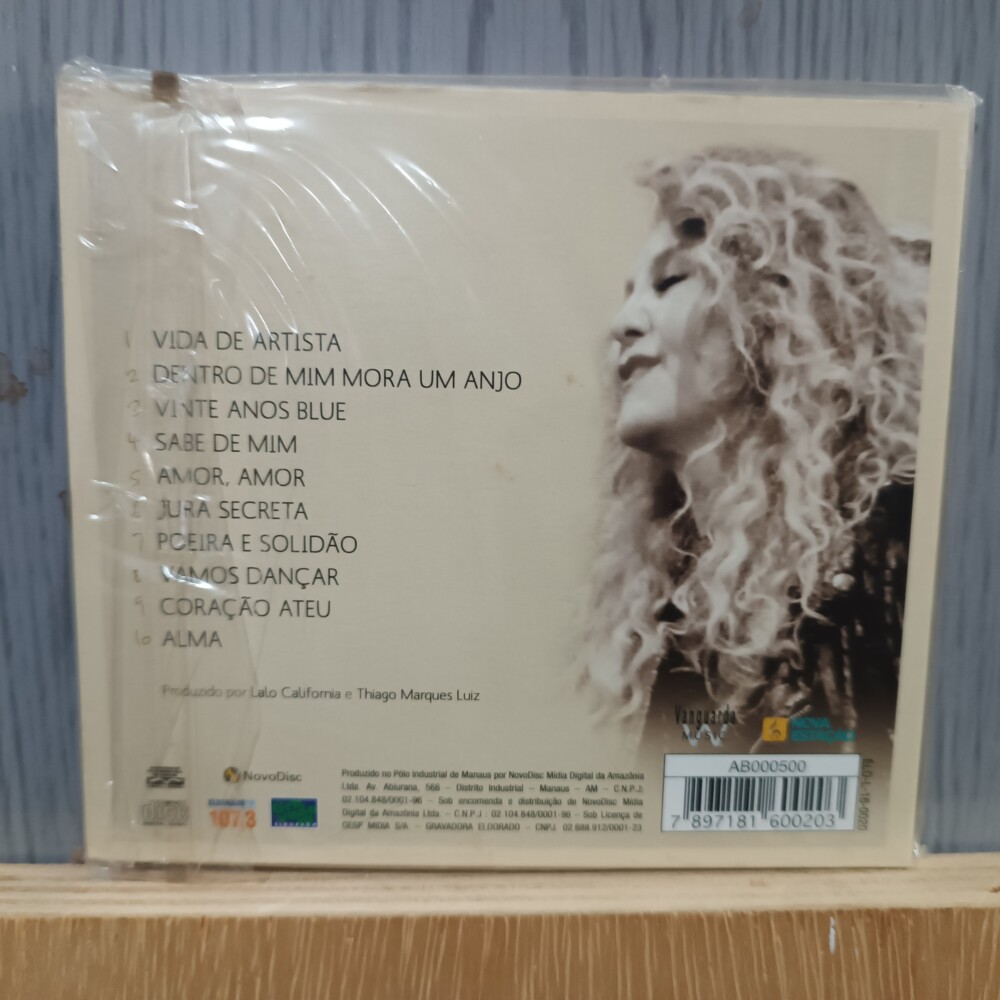 1 VIDA DE ARTISTA
2 DENTRO DE MIM MORA UM ANJO
3 VINTE ANOS BLUE
4 SABE DE MIM
5 AMOR, AMOR
JURA SECRETA
7 POEIRA E SOLIDÃO
8 VAMOS DANÇAR
9 CORAÇÃO ATEU
10 ALMA
Produzido por Lalo California e Thiago Marques Luiz
Vanguarda
MUSIC
NOVA
ESTAÇÃO
NovoDisc
107,3
Produzido no Pólo Industrial de Manaus por NovoDisc Mídia Digital da Amazônia
Ltda. Av. Abiurana, 566 - Distrito Industrial - Manaus - AM - C.N.P.J:
02.104.848/0001-96 - Sob encomenda e distribuição de NovoDisc Mídia
Digital da Amazônia Ltda. - C.N.P.J : 02.104.848/0001-96 - Sob Licença de
OESP MIDIA S/A - GRAVADORA ELDORADO - CNPJ. 02.688.912/0001-23
AB000500
7 897181 600203